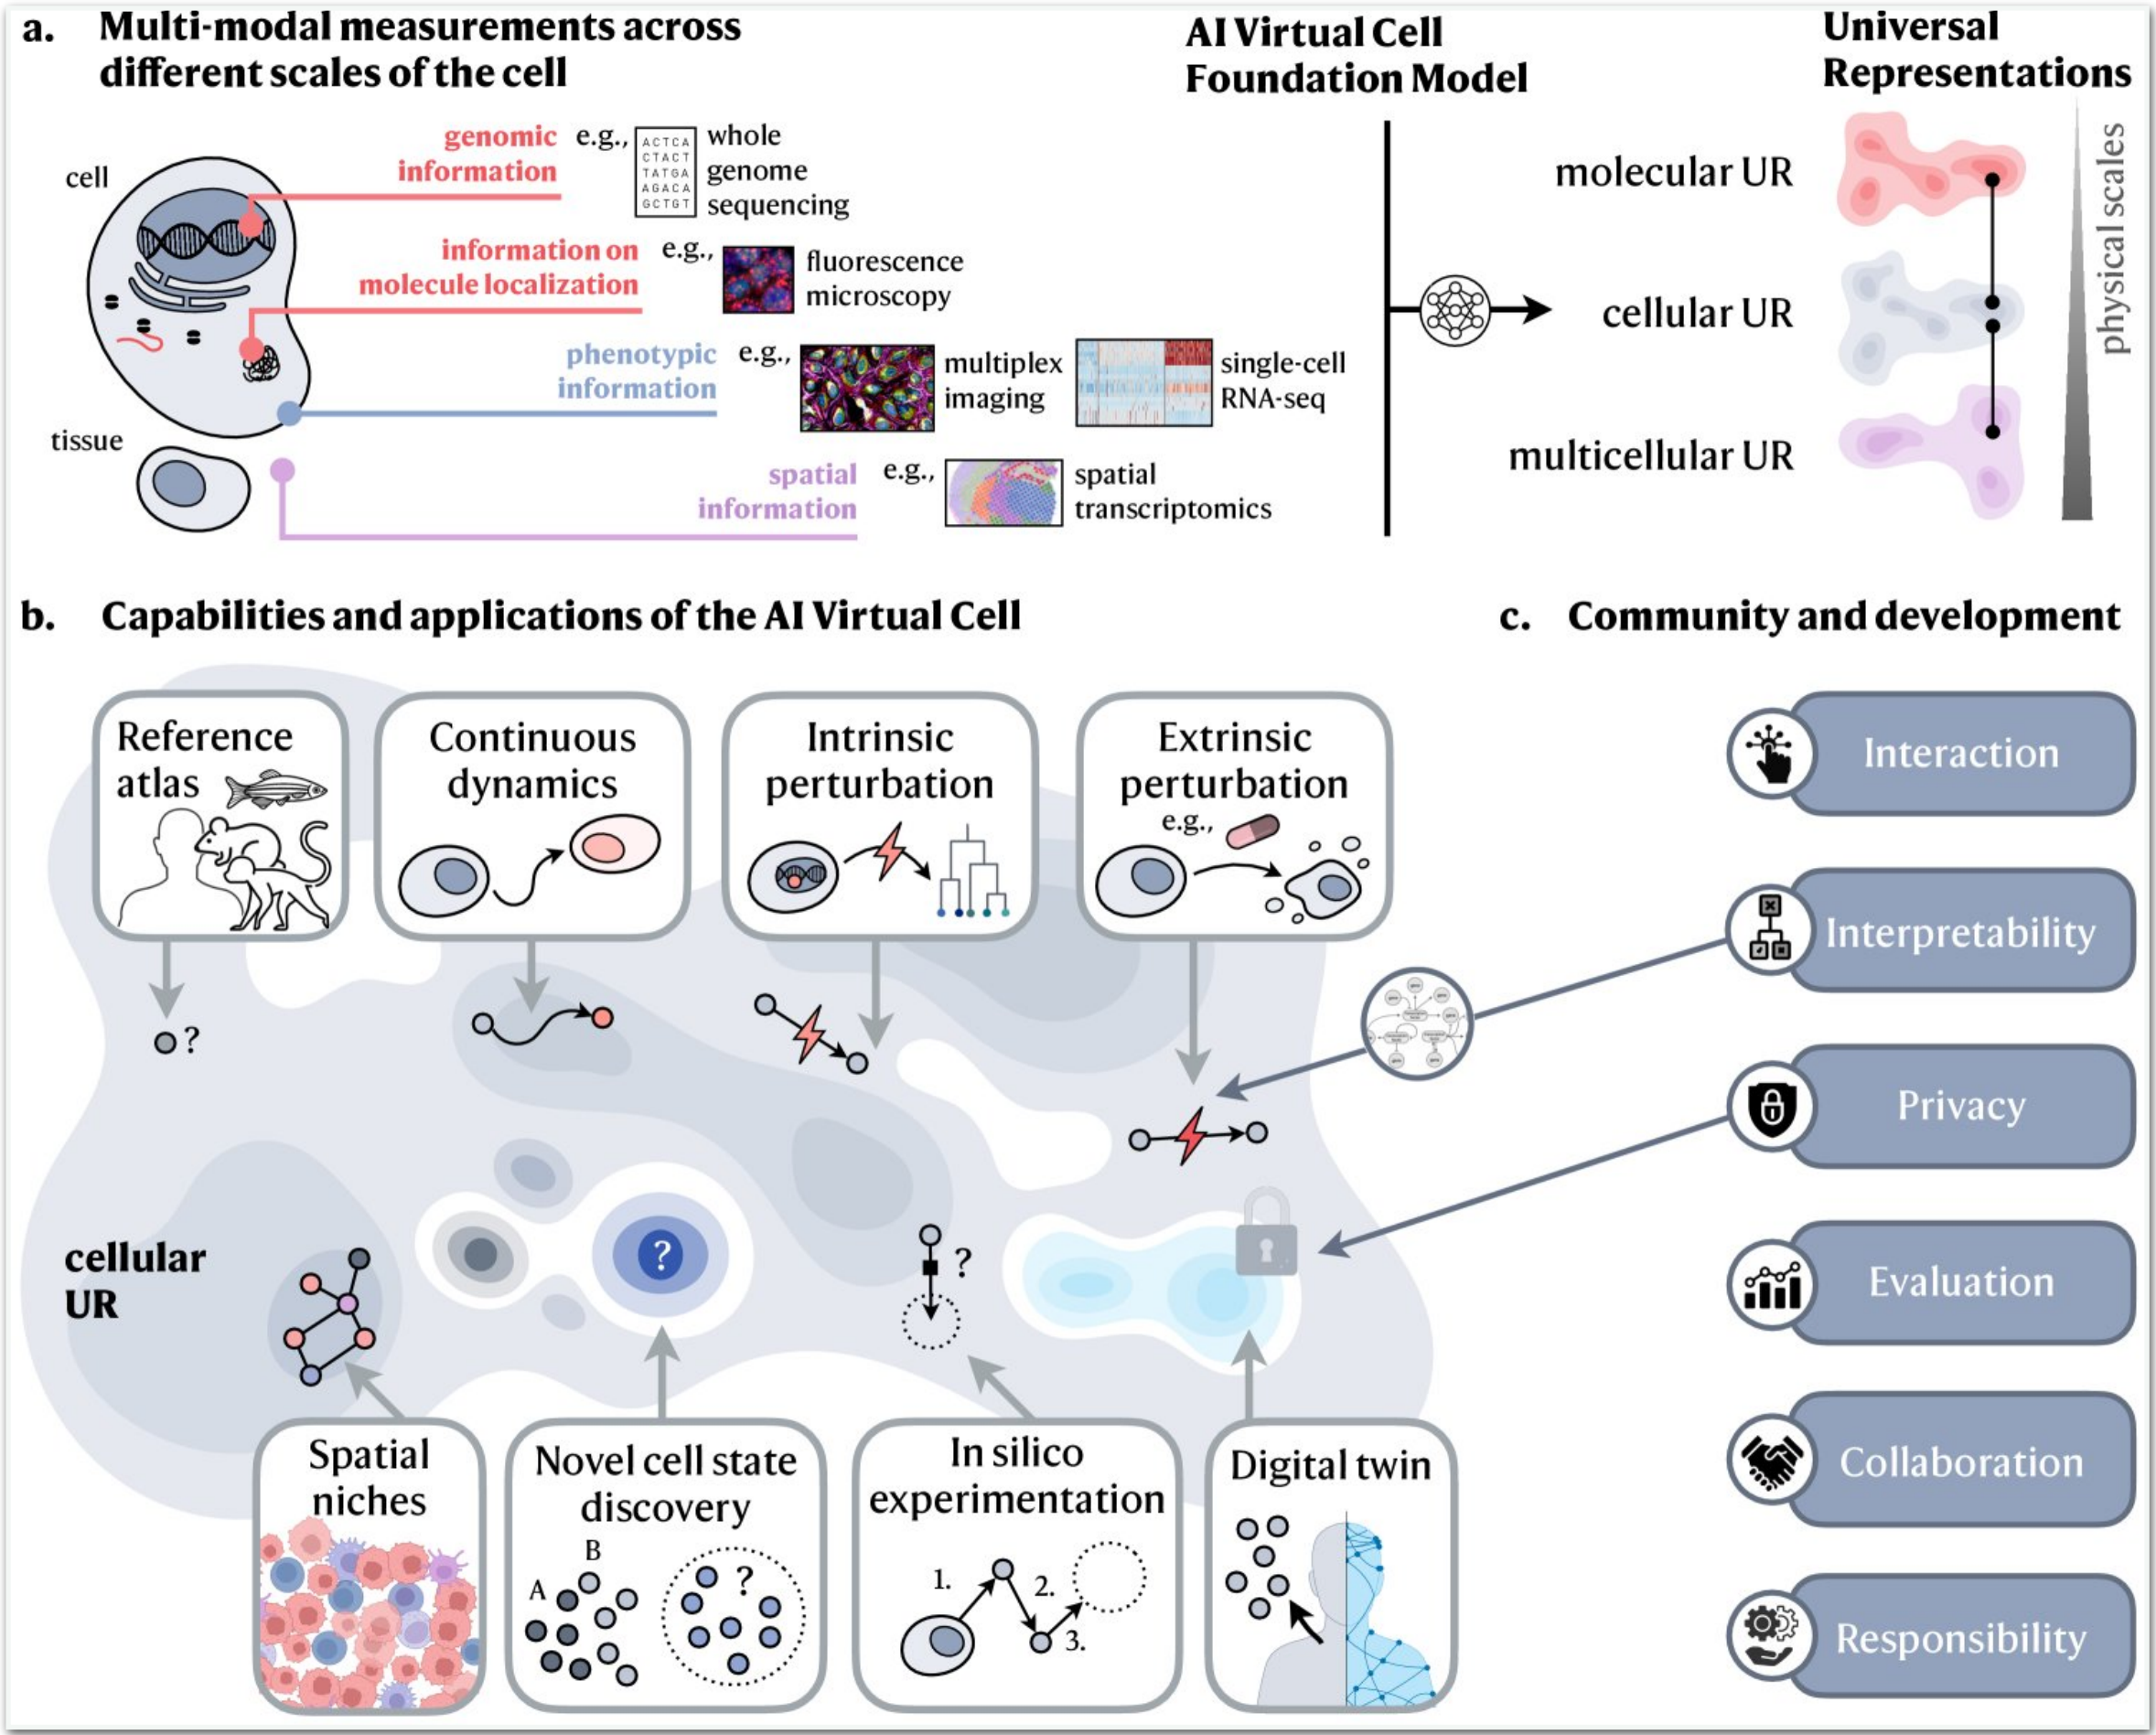 a. Multi-modal measurements across
different scales of the cell
AI Virtual Cell
Foundation Model
Universal
Representations
cell
genomic
information
e.g.,
ACTCA
CTACT
TATGA
AGACA
GCTGT
whole
genome
sequencing
information on
molecule localization
e.g.,
fluorescence
microscopy
phenotypic
information
e.g.,
multiplex
imaging
single-cell
RNA-seq
tissue
spatial
information
e.g.,
spatial
transcriptomics
molecular UR
cellular UR
multicellular UR
physical scales
b. Capabilities and applications of the AI Virtual Cell
Reference
atlas
Continuous
dynamics
Intrinsic
perturbation
Extrinsic
perturbation
e.g.,
?
cellular
UR
?
?
Spatial
niches
Novel cell state
discovery
A
B
?
In silico
experimentation
1.
2.
3.
Digital twin
c. Community and development
Interaction
Interpretability
Privacy
Evaluation
Collaboration
Responsibility